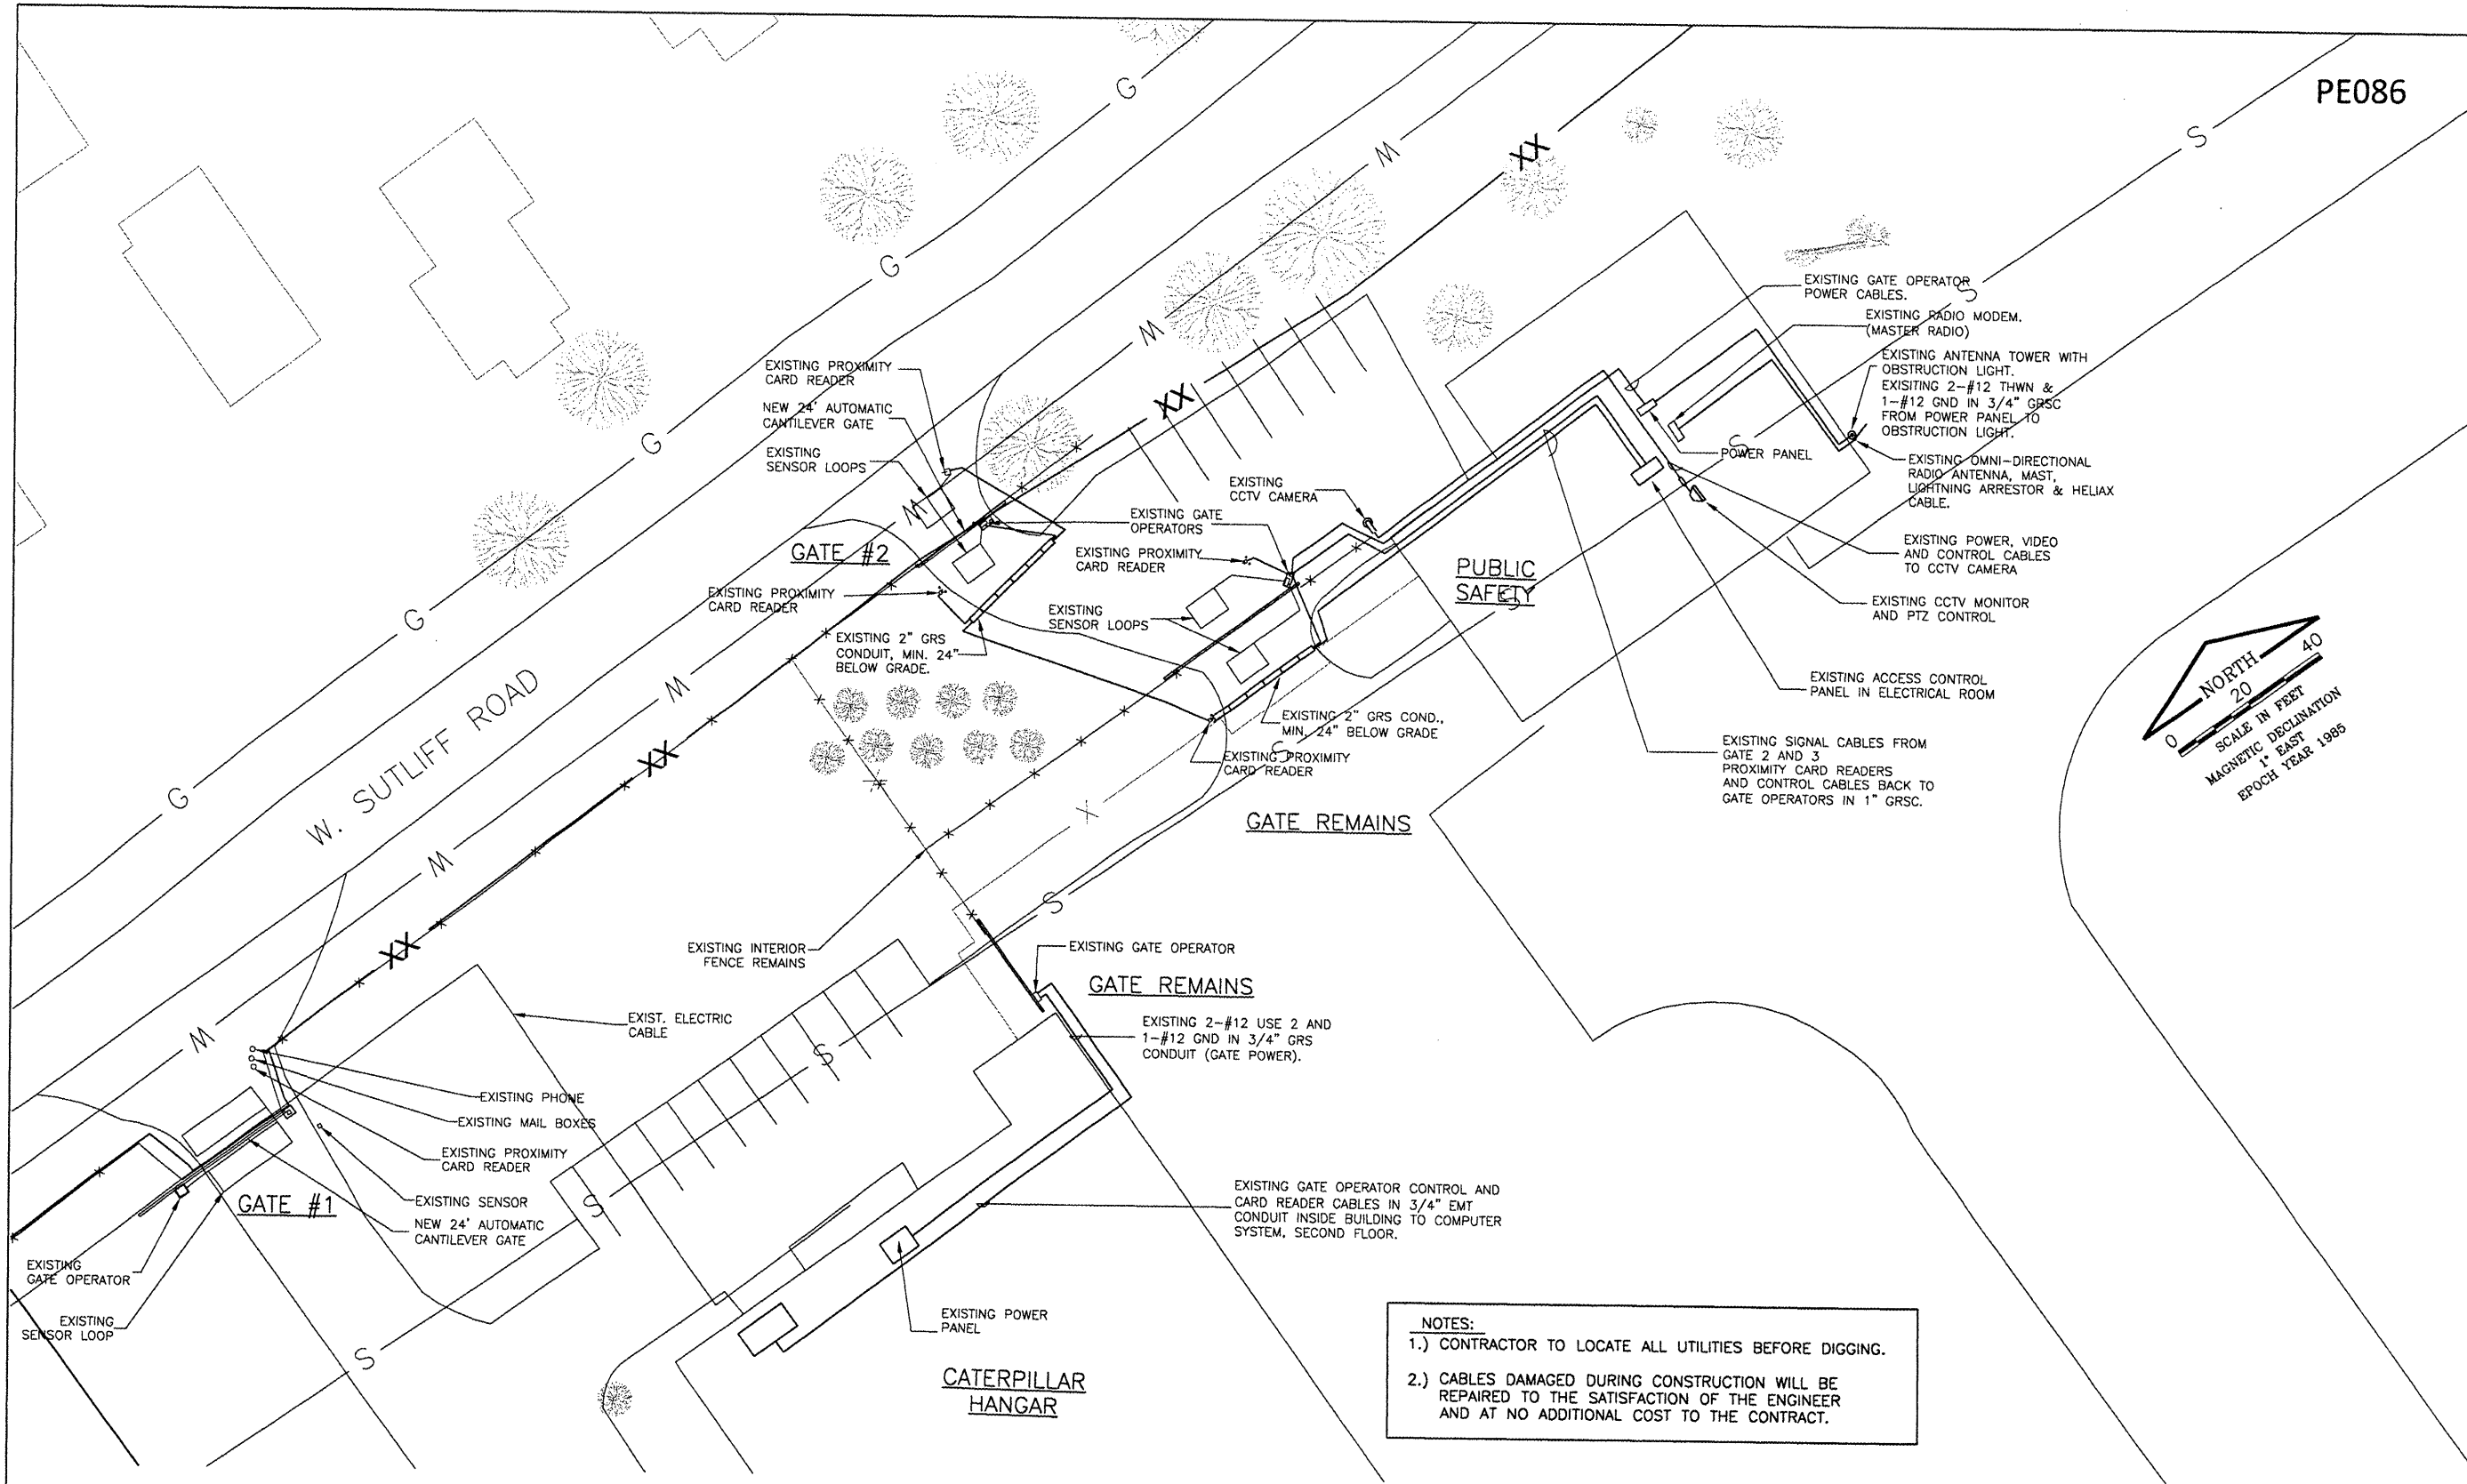 PE086
G
G
G
G
G
G
W
W
W
W
W
W
XX
XX
XX
XX
S
S
S
S
S
S
S
S
S
S
X
W. SUTLIFF ROAD
EXISTING PROXIMITY
CARD READER
NEW 24' AUTOMATIC
CANTILEVER GATE
EXISTING
SENSOR LOOPS
GATE #2
EXISTING PROXIMITY
CARD READER
EXISTING 2" GRS
CONDUIT, MIN. 24"
BELOW GRADE.
EXISTING
CCTV CAMERA
EXISTING GATE
OPERATORS
EXISTING PROXIMITY
CARD READER
EXISTING
SENSOR LOOPS
EXISTING 2" GRS COND.,
MIN. 24" BELOW GRADE
EXISTING PROXIMITY
CARD READER
GATE REMAINS
PUBLIC
SAFETY
EXISTING GATE OPERATOR
POWER CABLES.
EXISTING RADIO MODEM.
(MASTER RADIO)
EXISTING ANTENNA TOWER WITH
OBSTRUCTION LIGHT.
EXISITING 2-#12 THWN &
1-#12 GND IN 3/4" GRSC
FROM POWER PANEL TO
OBSTRUCTION LIGHT.
POWER PANEL
EXISTING OMNI-DIRECTIONAL
RADIO ANTENNA, MAST,
LIGHTNING ARRESTOR & HELIAX
CABLE.
EXISTING POWER, VIDEO
AND CONTROL CABLES
TO CCTV CAMERA
EXISTING CCTV MONITOR
AND PTZ CONTROL
EXISTING ACCESS CONTROL
PANEL IN ELECTRICAL ROOM
EXISTING SIGNAL CABLES FROM
GATE 2 AND 3
PROXIMITY CARD READERS
AND CONTROL CABLES BACK TO
GATE OPERATORS IN 1" GRSC.
NORTH
0 20 40
SCALE IN FEET
MAGNETIC DECLINATION
1° EAST
EPOCH YEAR 1985
EXISTING INTERIOR
FENCE REMAINS
EXISTING GATE OPERATOR
GATE REMAINS
EXISTING 2-#12 USE 2 AND
1-#12 GND IN 3/4" GRS
CONDUIT (GATE POWER).
EXIST. ELECTRIC
CABLE
EXISTING PHONE
EXISTING MAIL BOXES
EXISTING PROXIMITY
CARD READER
EXISTING SENSOR
NEW 24' AUTOMATIC
CANTILEVER GATE
GATE #1
EXISTING
GATE OPERATOR
EXISTING
SENSOR LOOP
EXISTING GATE OPERATOR CONTROL AND
CARD READER CABLES IN 3/4" EMT
CONDUIT INSIDE BUILDING TO COMPUTER
SYSTEM, SECOND FLOOR.
EXISTING POWER
PANEL
CATERPILLAR
HANGAR
NOTES:
1.) CONTRACTOR TO LOCATE ALL UTILITIES BEFORE DIGGING.
2.) CABLES DAMAGED DURING CONSTRUCTION WILL BE
REPAIRED TO THE SATISFACTION OF THE ENGINEER
AND AT NO ADDITIONAL COST TO THE CONTRACT.